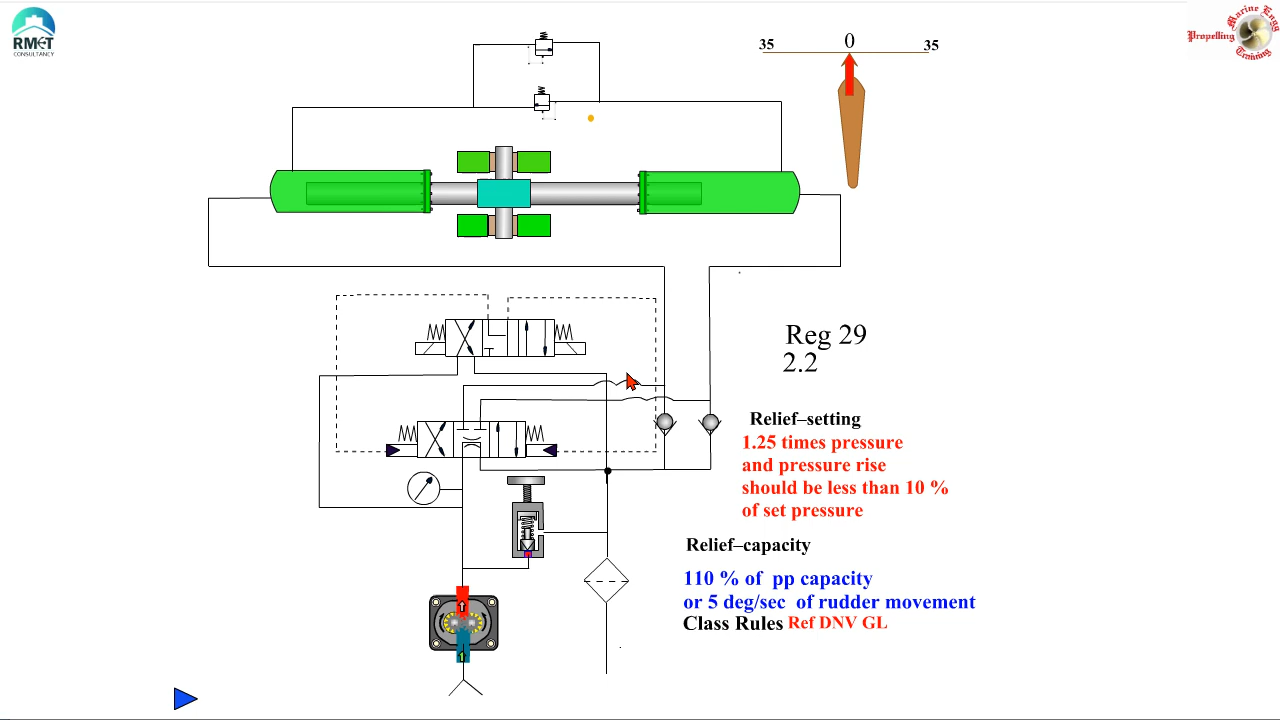 RMET
CONSULTANCY
Marine Engg
Propelling
Training
35
0
35
Reg 29
2.2
Relief–setting
1.25 times pressure
and pressure rise
should be less than 10 %
of set pressure
Relief–capacity
110 % of pp capacity
or 5 deg/sec of rudder movement
Class Rules Ref DNV GL